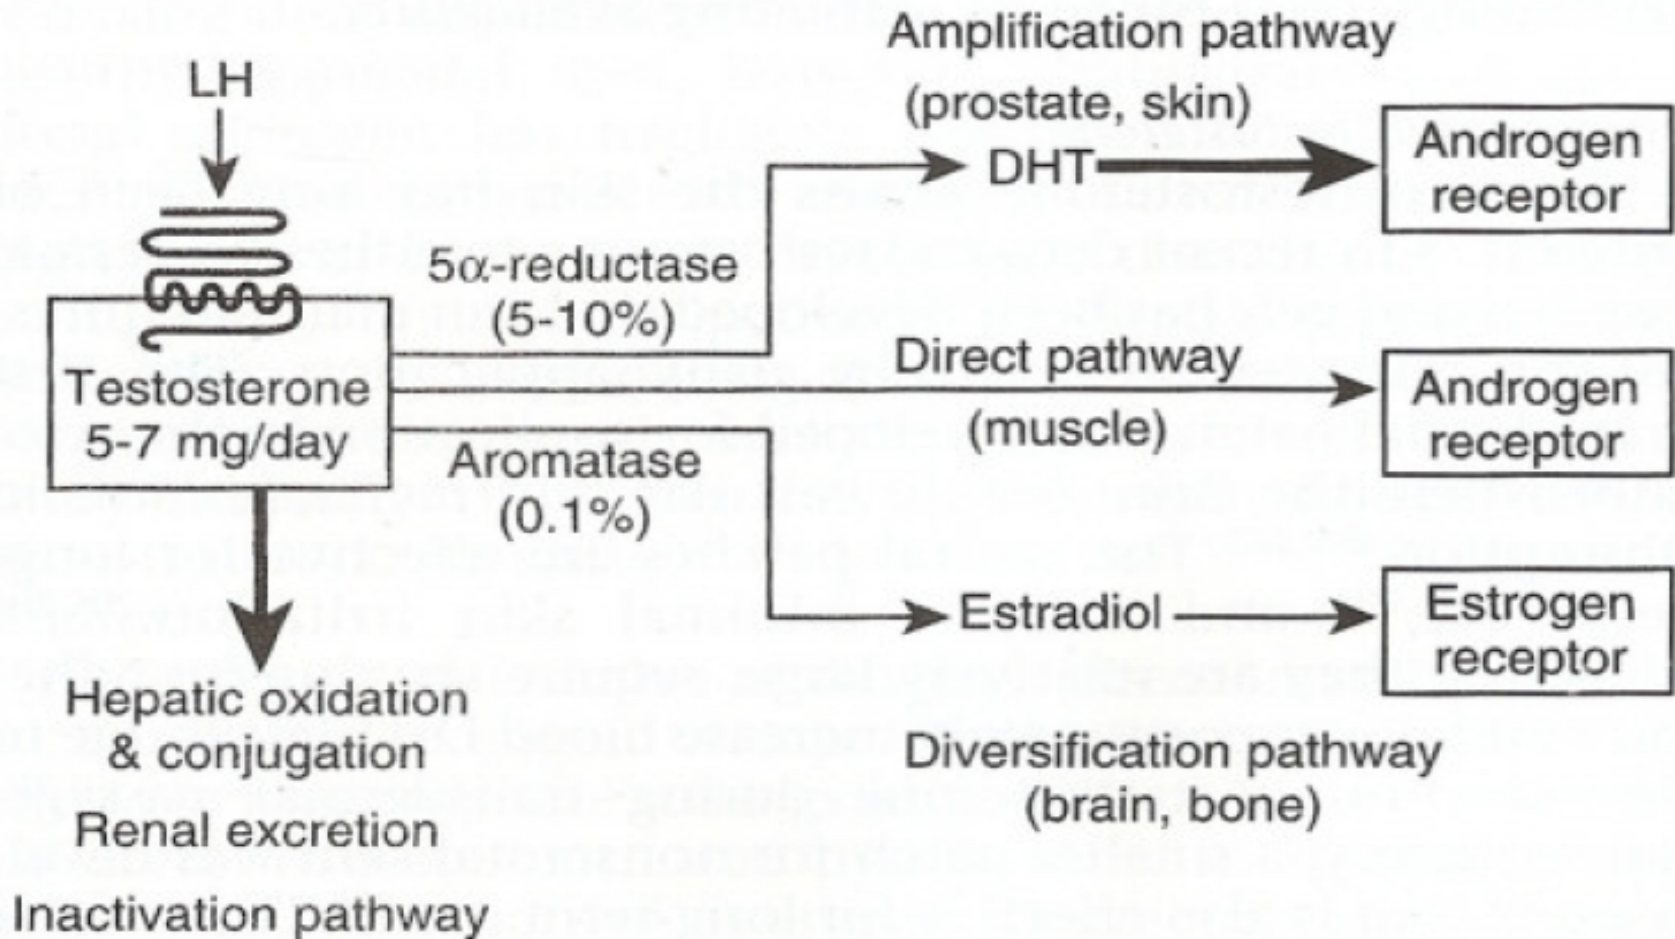 LH
Testosterone
5-7 mg/day
Hepatic oxidation
& conjugation
Renal excretion
Inactivation pathway
5α-reductase
(5-10%)
Aromatase
(0.1%)
Amplification pathway
(prostate, skin)
DHT
Androgen
receptor
Direct pathway
(muscle)
Androgen
receptor
Estradiol
Estrogen
receptor
Diversification pathway
(brain, bone)